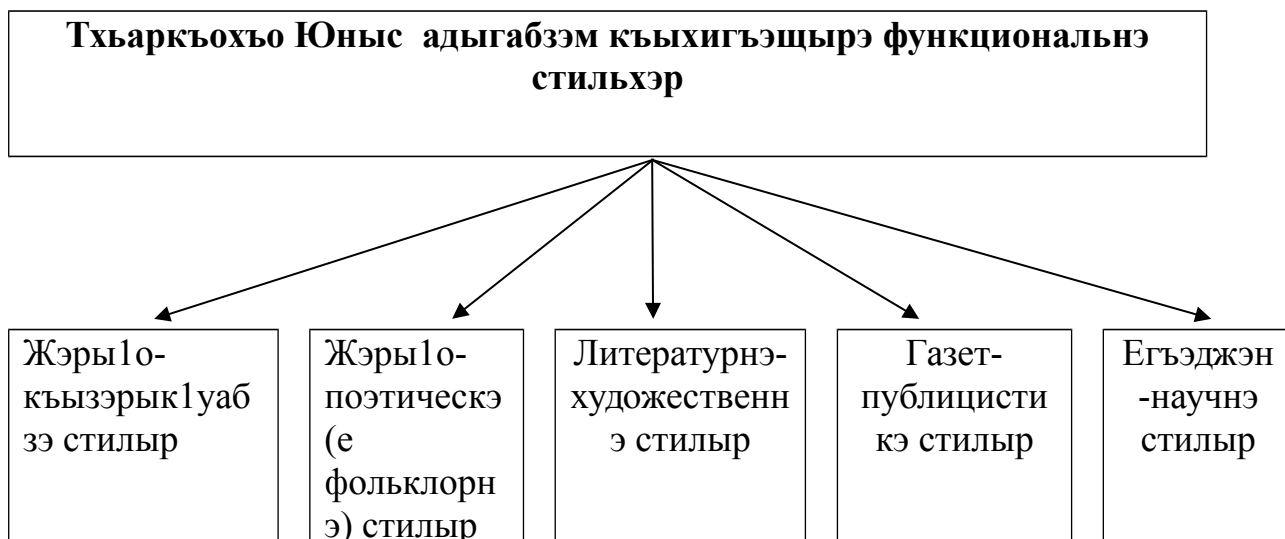 Тхьаркъохъо Юныс адыгабзэм къыхигъэщырэ функциональнэ
стильхэр
Жэры1о-
къызэрык1уаб
зэ стилыр
Жэры1о-
поэтическэ
(е
фольклорн
э) стилыр
Литературнэ-
художественн
э стилыр
Газет-
публицисти
кэ стилыр
Егъэджэн
-научнэ
стилыр